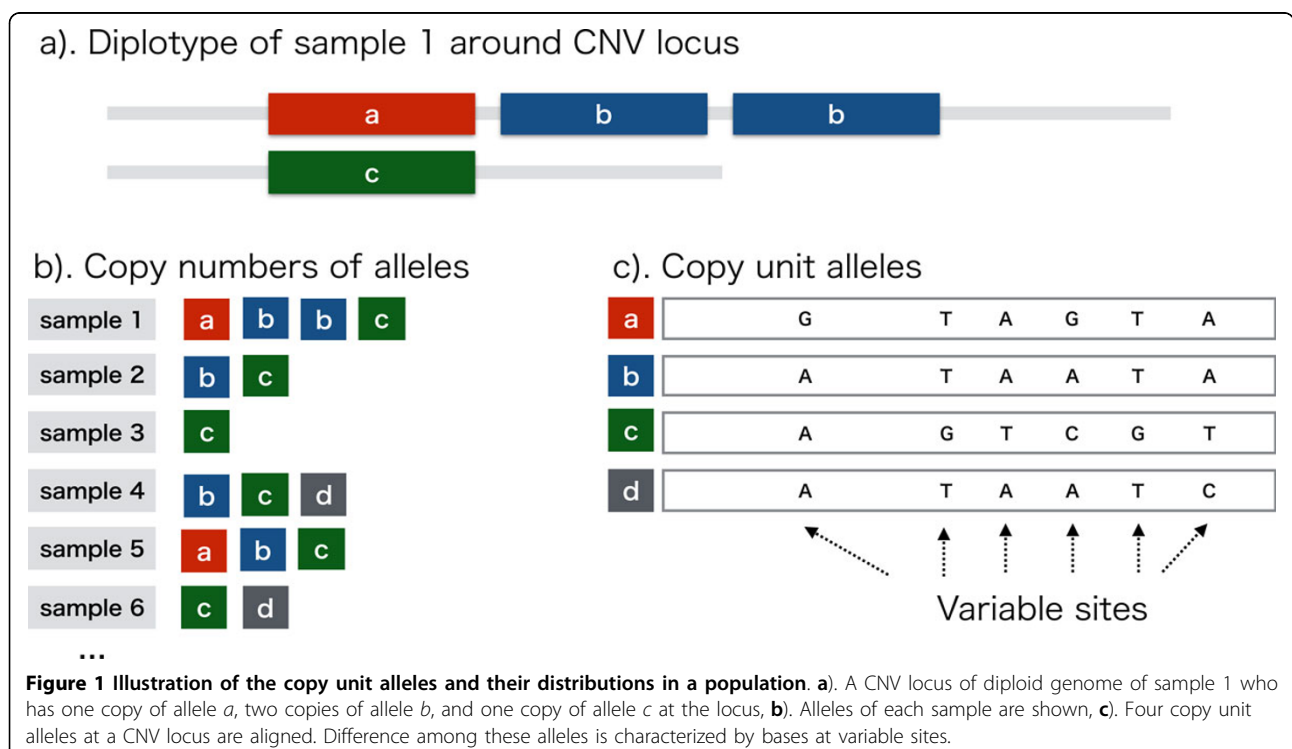 a). Diplotype of sample 1 around CNV locus
a b b
c
b). Copy numbers of alleles
sample 1 a b b c
sample 2 b c
sample 3 c
sample 4 b c d
sample 5 a b c
sample 6 c d
...
c). Copy unit alleles
a G T A G T A
b A T A A T A
c A G T C G T
d A T A A T C
Variable sites
Figure 1 Illustration of the copy unit alleles and their distributions in a population. a). A CNV locus of diploid genome of sample 1 who
has one copy of allele a, two copies of allele b, and one copy of allele c at the locus, b). Alleles of each sample are shown, c). Four copy unit
alleles at a CNV locus are aligned. Difference among these alleles is characterized by bases at variable sites.